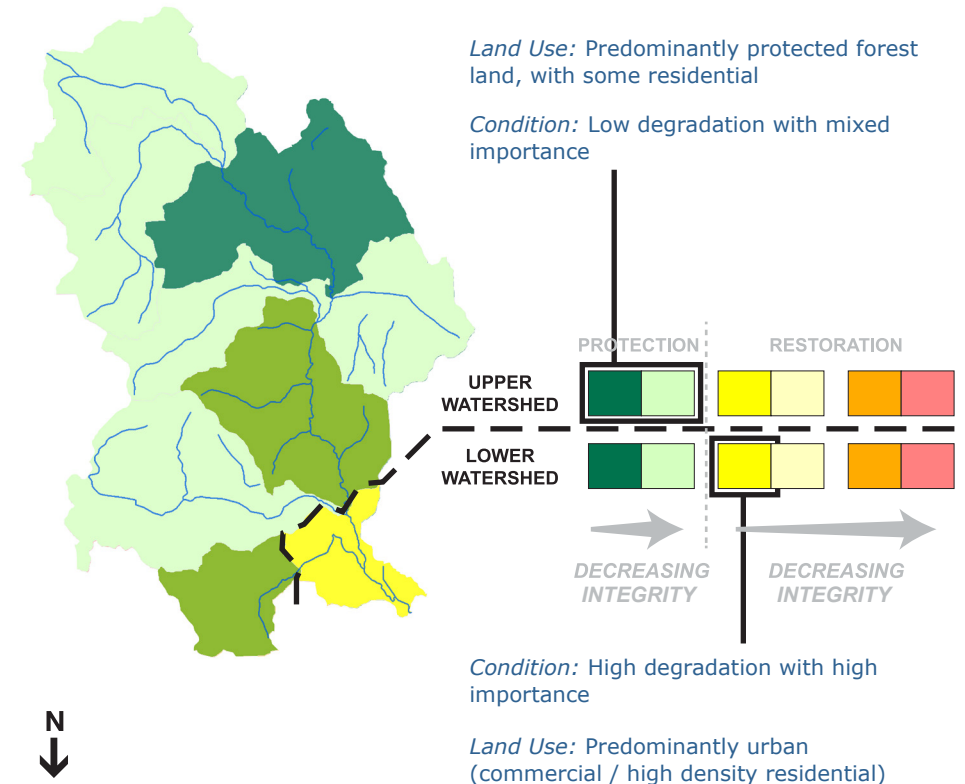 Land Use: Predominantly protected forest
land, with some residential
Condition: Low degradation with mixed
importance
PROTECTION
RESTORATION
UPPER
WATERSHED
LOWER
WATERSHED
DECREASING
INTEGRITY
DECREASING
INTEGRITY
Condition: High degradation with high
importance
Land Use: Predominantly urban
(commercial / high density residential)
N